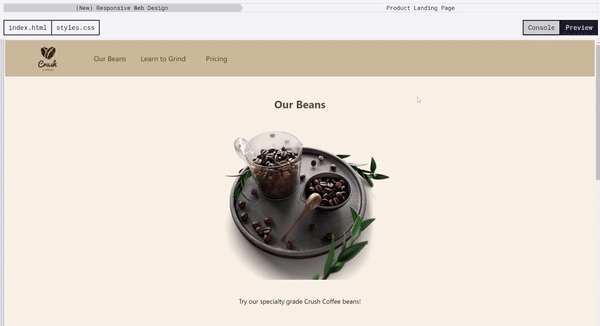 (New) Responsive Web Design
Product Landing Page
index.html
styles.css
Console
Preview
Crush
Our Beans
Learn to Grind
Pricing
Our Beans
Try our specialty grade Crush Coffee beans!